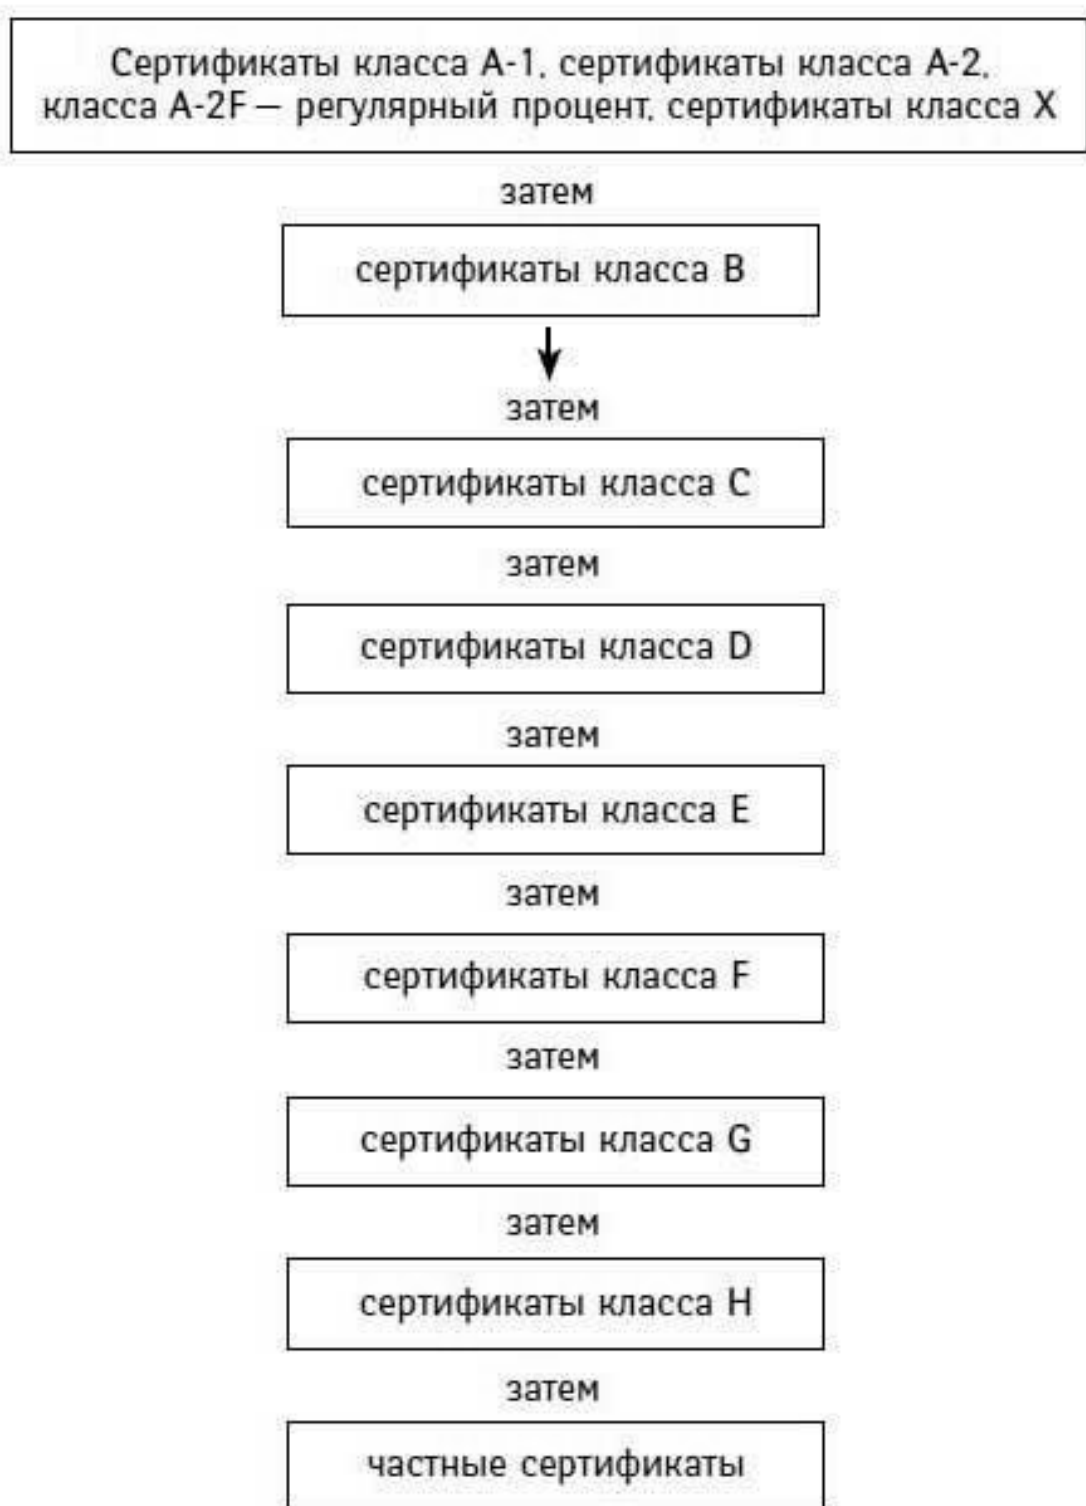 Сертификаты класса А-1, сертификаты класса А-2,
класса A-2F — регулярный процент, сертификаты класса X
затем
сертификаты класса B
затем
сертификаты класса C
затем
сертификаты класса D
затем
сертификаты класса E
затем
сертификаты класса F
затем
сертификаты класса G
затем
сертификаты класса H
затем
частные сертификаты